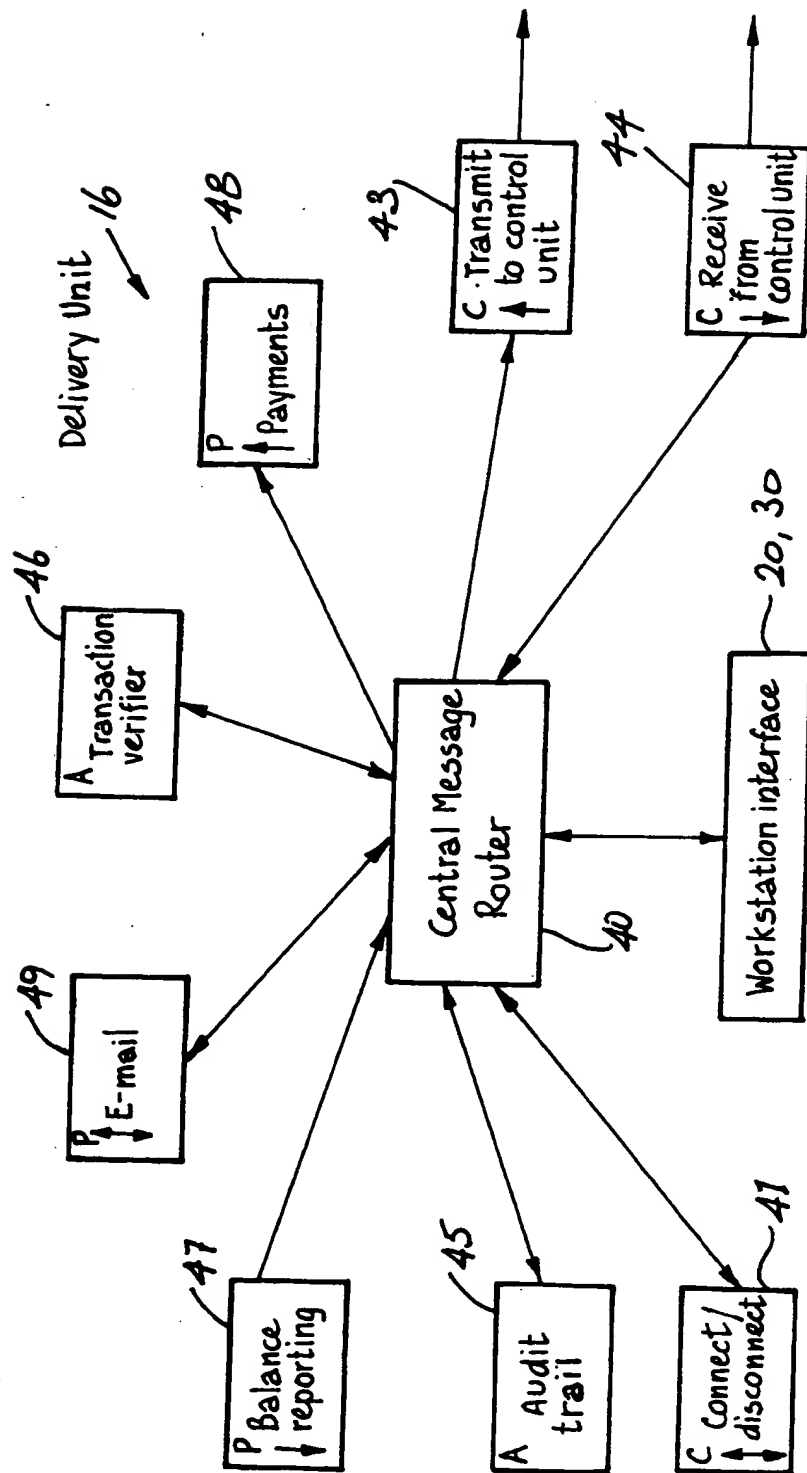 Delivery Unit 16
47
P Balance
reporting
49
P
E-mail
46
A Transaction
verifier
48
P
Payments
45
A Audit
trail
Central Message
Router
40
43
C Transmit
to control
unit
41
C Connect/
disconnect
Workstation interface
20, 30
44
C Receive
from
control unit